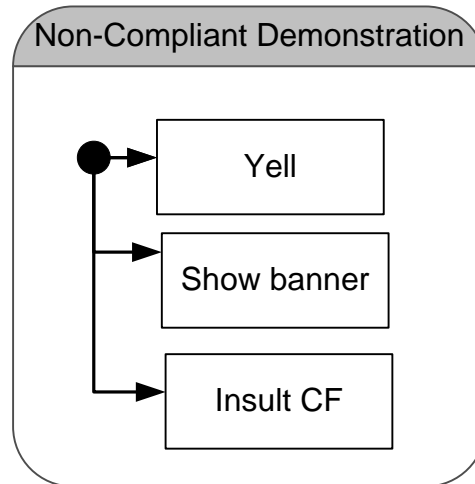 Non-Compliant Demonstration
Yell
Show banner
Insult CF